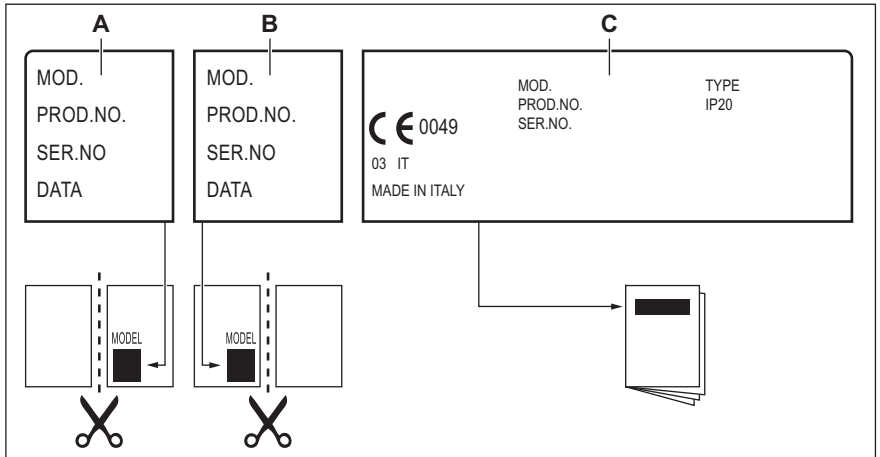 A
B
C
MOD.
PROD.NO.
SER.NO
DATA
MOD.
PROD.NO.
SER.NO
DATA
MOD.
PROD.NO.
SER.NO.
TYPE
IP20
CE 0049
03 IT
MADE IN ITALY
MODEL
MODEL